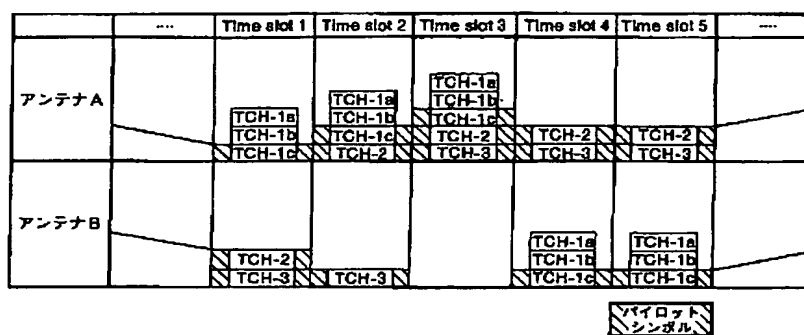 ---- Time slot 1 Time slot 2 Time slot 3 Time slot 4 Time slot 5 ----
アンテナA
TCH-1a
TCH-1b
TCH-1c
TCH-1a
TCH-1b
TCH-1c
TCH-2
TCH-1a
TCH-1b
TCH-1c
TCH-2
TCH-3
TCH-2
TCH-3
TCH-2
TCH-3
アンテナB
TCH-2
TCH-3
TCH-3
TCH-1a
TCH-1b
TCH-1c
TCH-1a
TCH-1b
TCH-1c
パイロット
シンボル